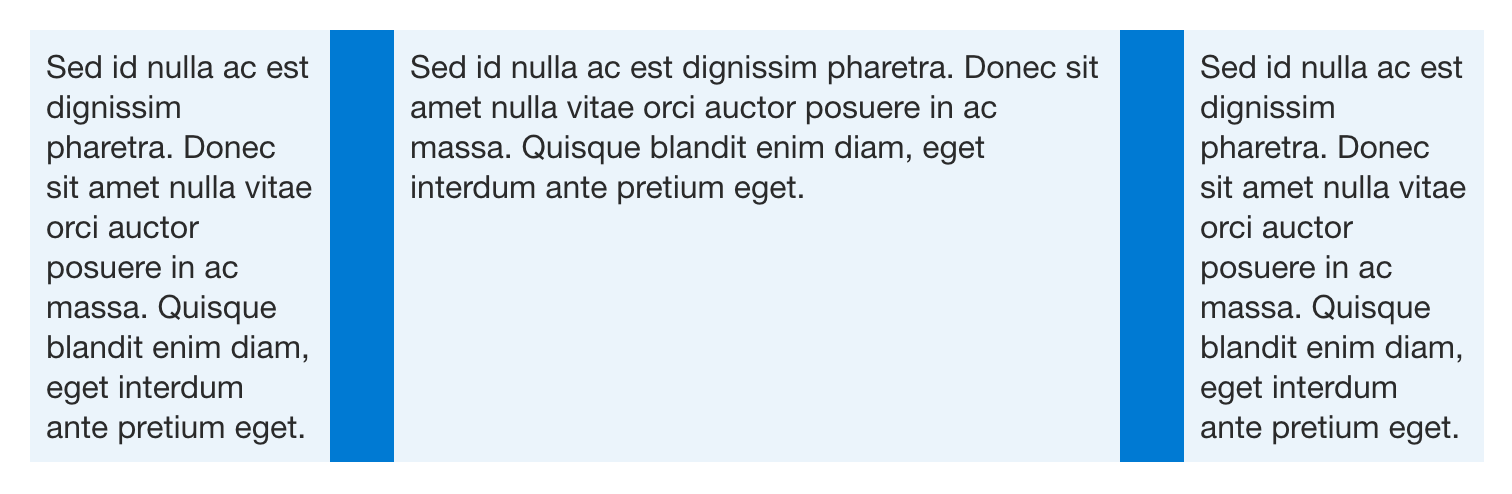 Sed id nulla ac est
dignissim
pharetra. Donec
sit amet nulla vitae
orci auctor
posuere in ac
massa. Quisque
blandit enim diam,
eget interdum
ante pretium eget.
Sed id nulla ac est dignissim pharetra. Donec sit
amet nulla vitae orci auctor posuere in ac
massa. Quisque blandit enim diam, eget
interdum ante pretium eget.
Sed id nulla ac est
dignissim
pharetra. Donec
sit amet nulla vitae
orci auctor
posuere in ac
massa. Quisque
blandit enim diam,
eget interdum
ante pretium eget.